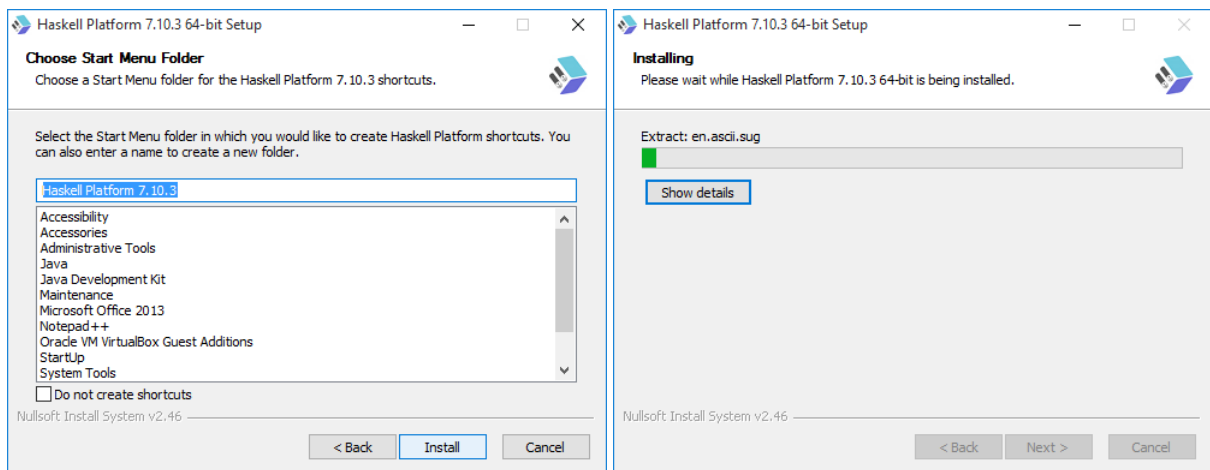 Haskell Platform 7.10.3 64-bit Setup
Choose Start Menu Folder
Choose a Start Menu folder for the Haskell Platform 7.10.3 shortcuts.
Select the Start Menu folder in which you would like to create Haskell Platform shortcuts. You
can also enter a name to create a new folder.
Haskell Platform 7.10.3
Accessibility
Accessories
Administrative Tools
Java
Java Development Kit
Maintenance
Microsoft Office 2013
Notepad++
Oracle VM VirtualBox Guest Additions
StartUp
System Tools
Do not create shortcuts
Nullsoft Install System v2.46
< Back Install Cancel
Haskell Platform 7.10.3 64-bit Setup
Installing
Please wait while Haskell Platform 7.10.3 64-bit is being installed.
Extract: en.ascii.sug
Show details
Nullsoft Install System v2.46
< Back Next > Cancel